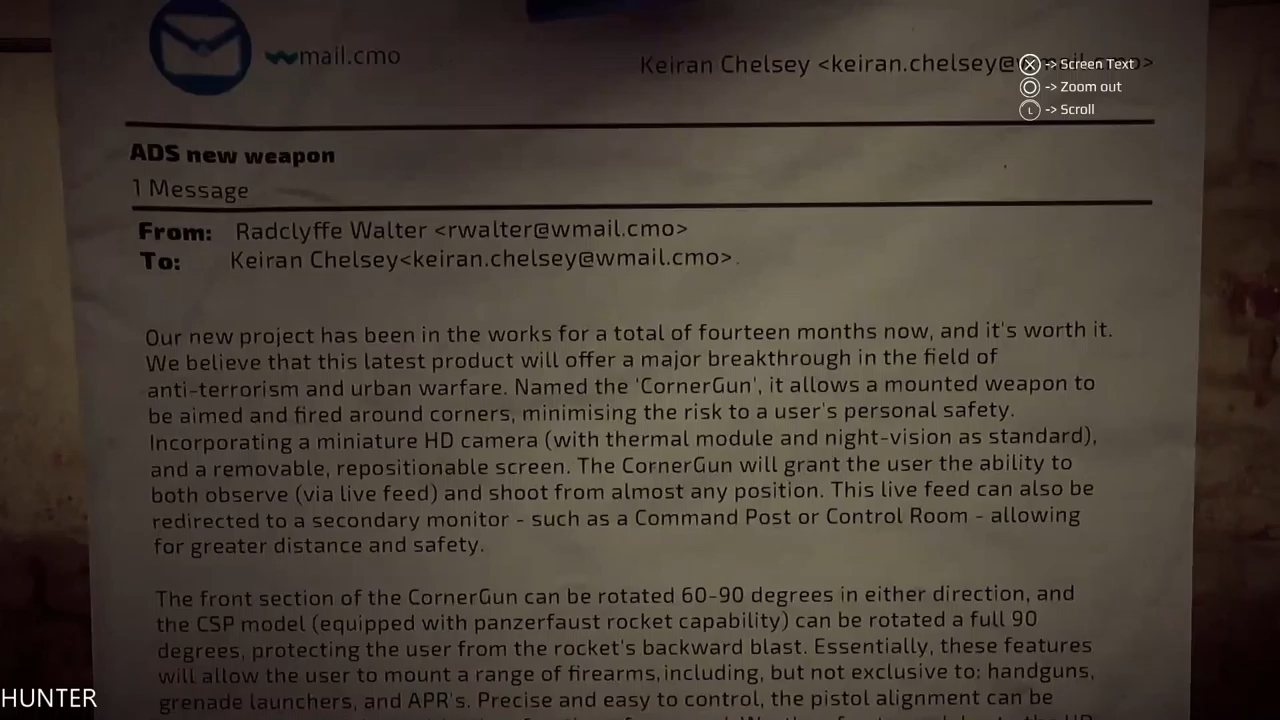 wmail.cmo
Keiran Chelsey <keiran.chelsey@
-> Screen Text
-> Zoom out
L -> Scroll
ADS new weapon
1 Message
From: Radclyffe Walter <rwalter@wmail.cmo>
To: Keiran Chelsey<keiran.chelsey@wmail.cmo>.
Our new project has been in the works for a total of fourteen months now, and it's worth it.
We believe that this latest product will offer a major breakthrough in the field of
anti-terrorism and urban warfare. Named the 'CornerGun', it allows a mounted weapon to
be aimed and fired around corners, minimising the risk to a user's personal safety.
Incorporating a miniature HD camera (with thermal module and night-vision as standard),
and a removable, repositionable screen. The CornerGun will grant the user the ability to
both observe (via live feed) and shoot from almost any position. This live feed can also be
redirected to a secondary monitor - such as a Command Post or Control Room - allowing
for greater distance and safety.
The front section of the CornerGun can be rotated 60-90 degrees in either direction, and
the CSP model (equipped with panzerfaust rocket capability) can be rotated a full 90
degrees, protecting the user from the rocket's backward blast. Essentially, these features
will allow the user to mount a range of firearms,including, but not exclusive to: handguns,
grenade launchers, and APR's. Precise and easy to control, the pistol alignment can be
HUNTER